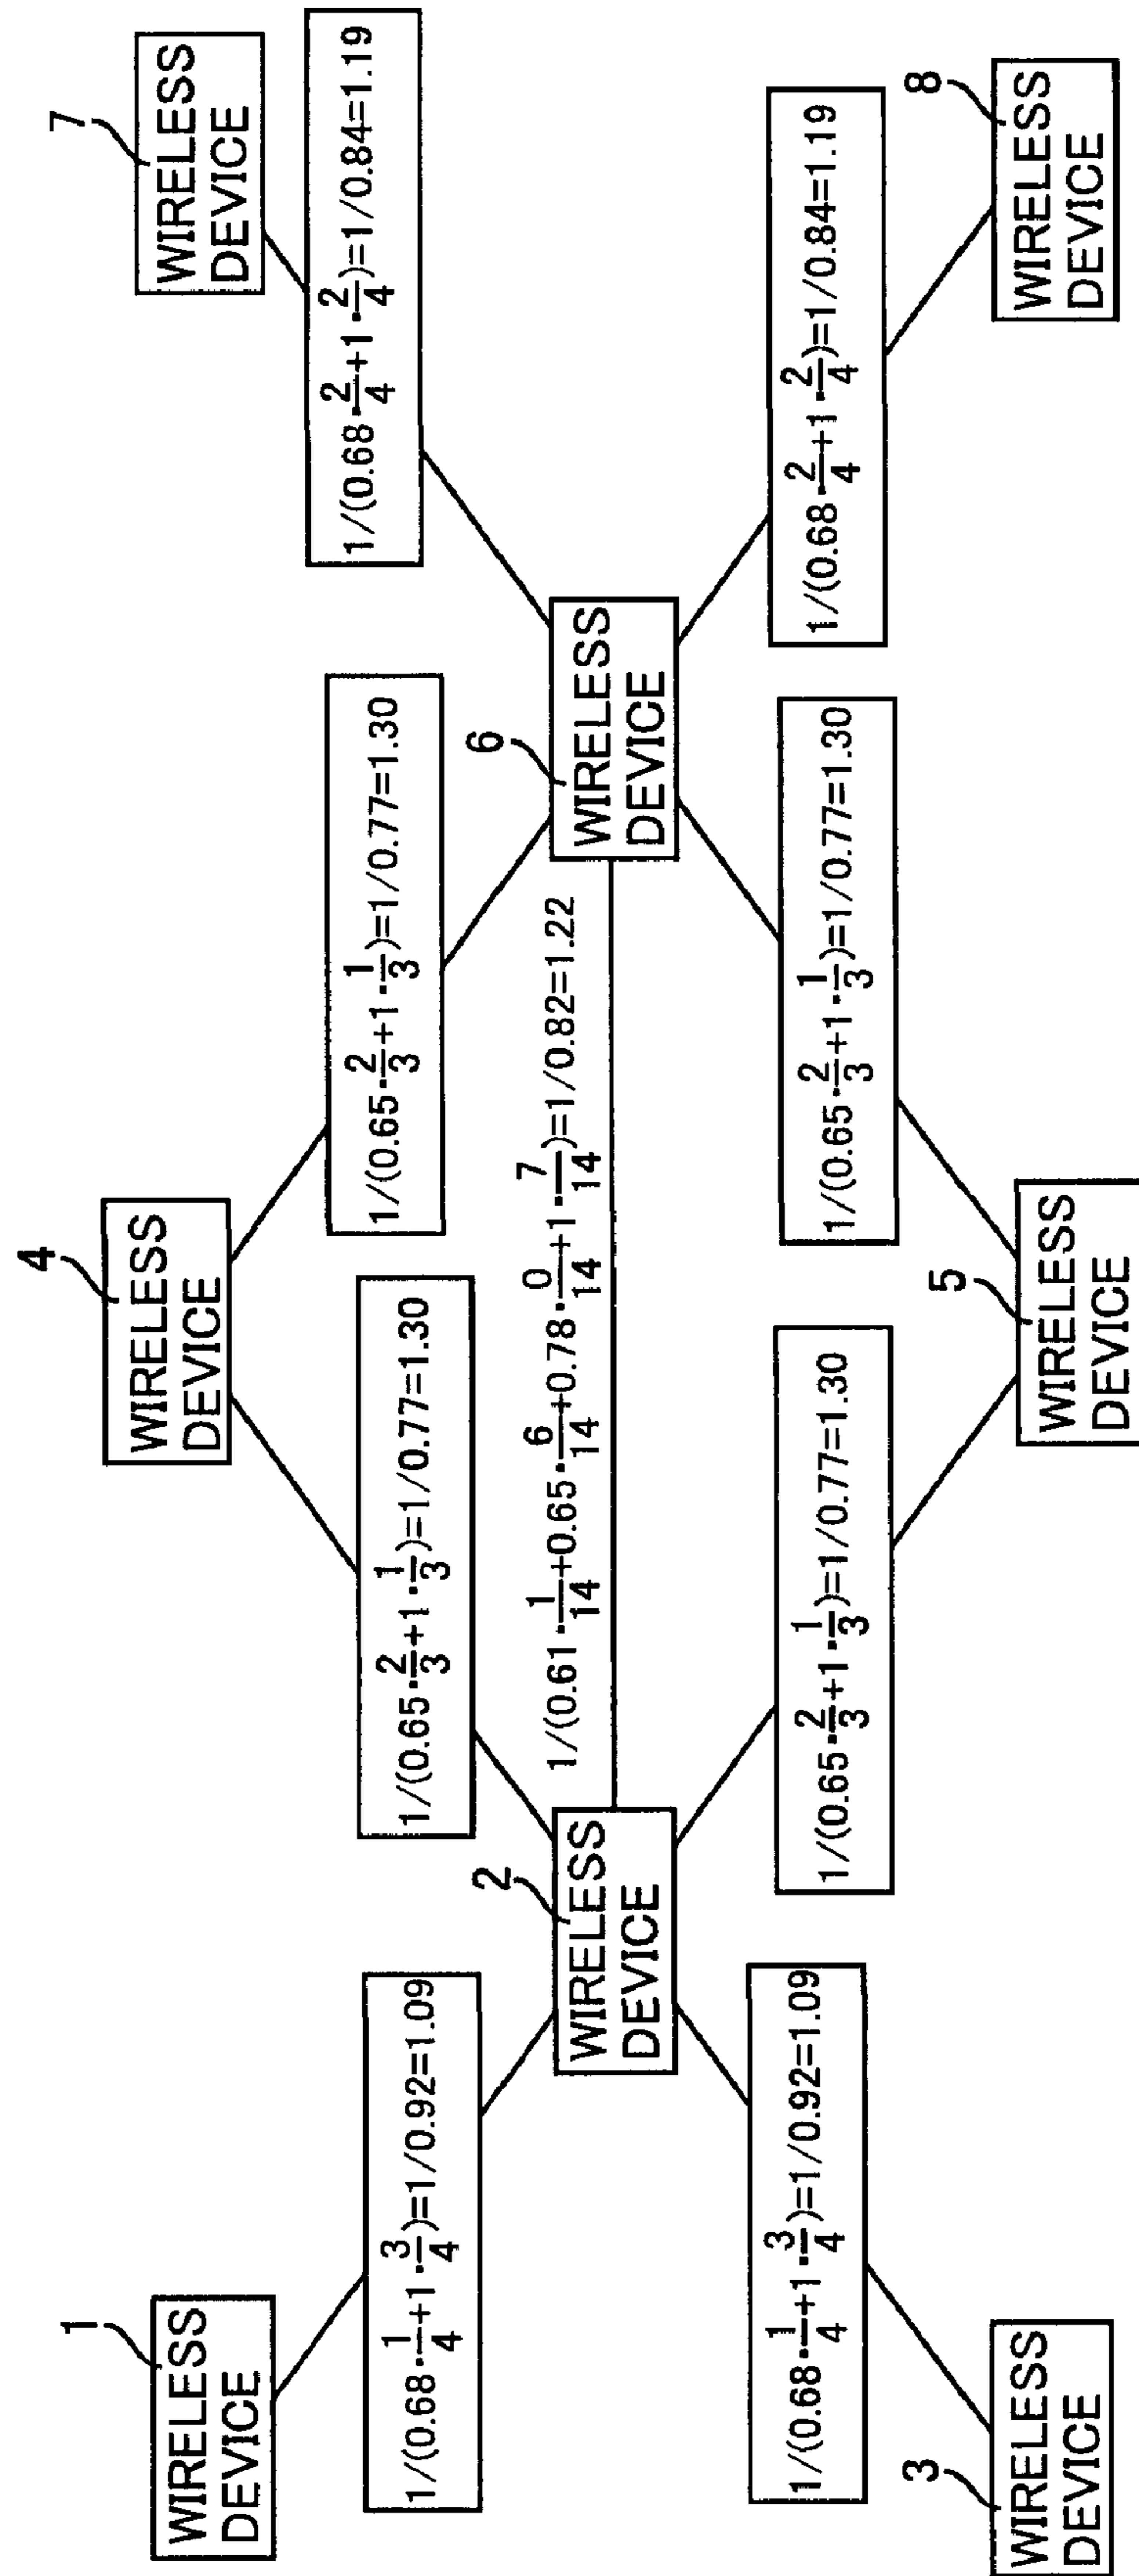 1
WIRELESS
DEVICE
1/(0.68·1/4+1·3/4)=1/0.92=1.09
2
WIRELESS
DEVICE
1/(0.68·1/4+1·3/4)=1/0.92=1.09
3
WIRELESS
DEVICE
4
WIRELESS
DEVICE
1/(0.65·2/3+1·1/3)=1/0.77=1.30
1/(0.65·2/3+1·1/3)=1/0.77=1.30
1/(0.61·1/14+0.65·6/14+0.78·0/14+1·7/14)=1/0.82=1.22
1/(0.65·2/3+1·1/3)=1/0.77=1.30
1/(0.65·2/3+1·1/3)=1/0.77=1.30
5
WIRELESS
DEVICE
6
WIRELESS
DEVICE
7
WIRELESS
DEVICE
1/(0.68·2/4+1·2/4)=1/0.84=1.19
1/(0.68·2/4+1·2/4)=1/0.84=1.19
8
WIRELESS
DEVICE